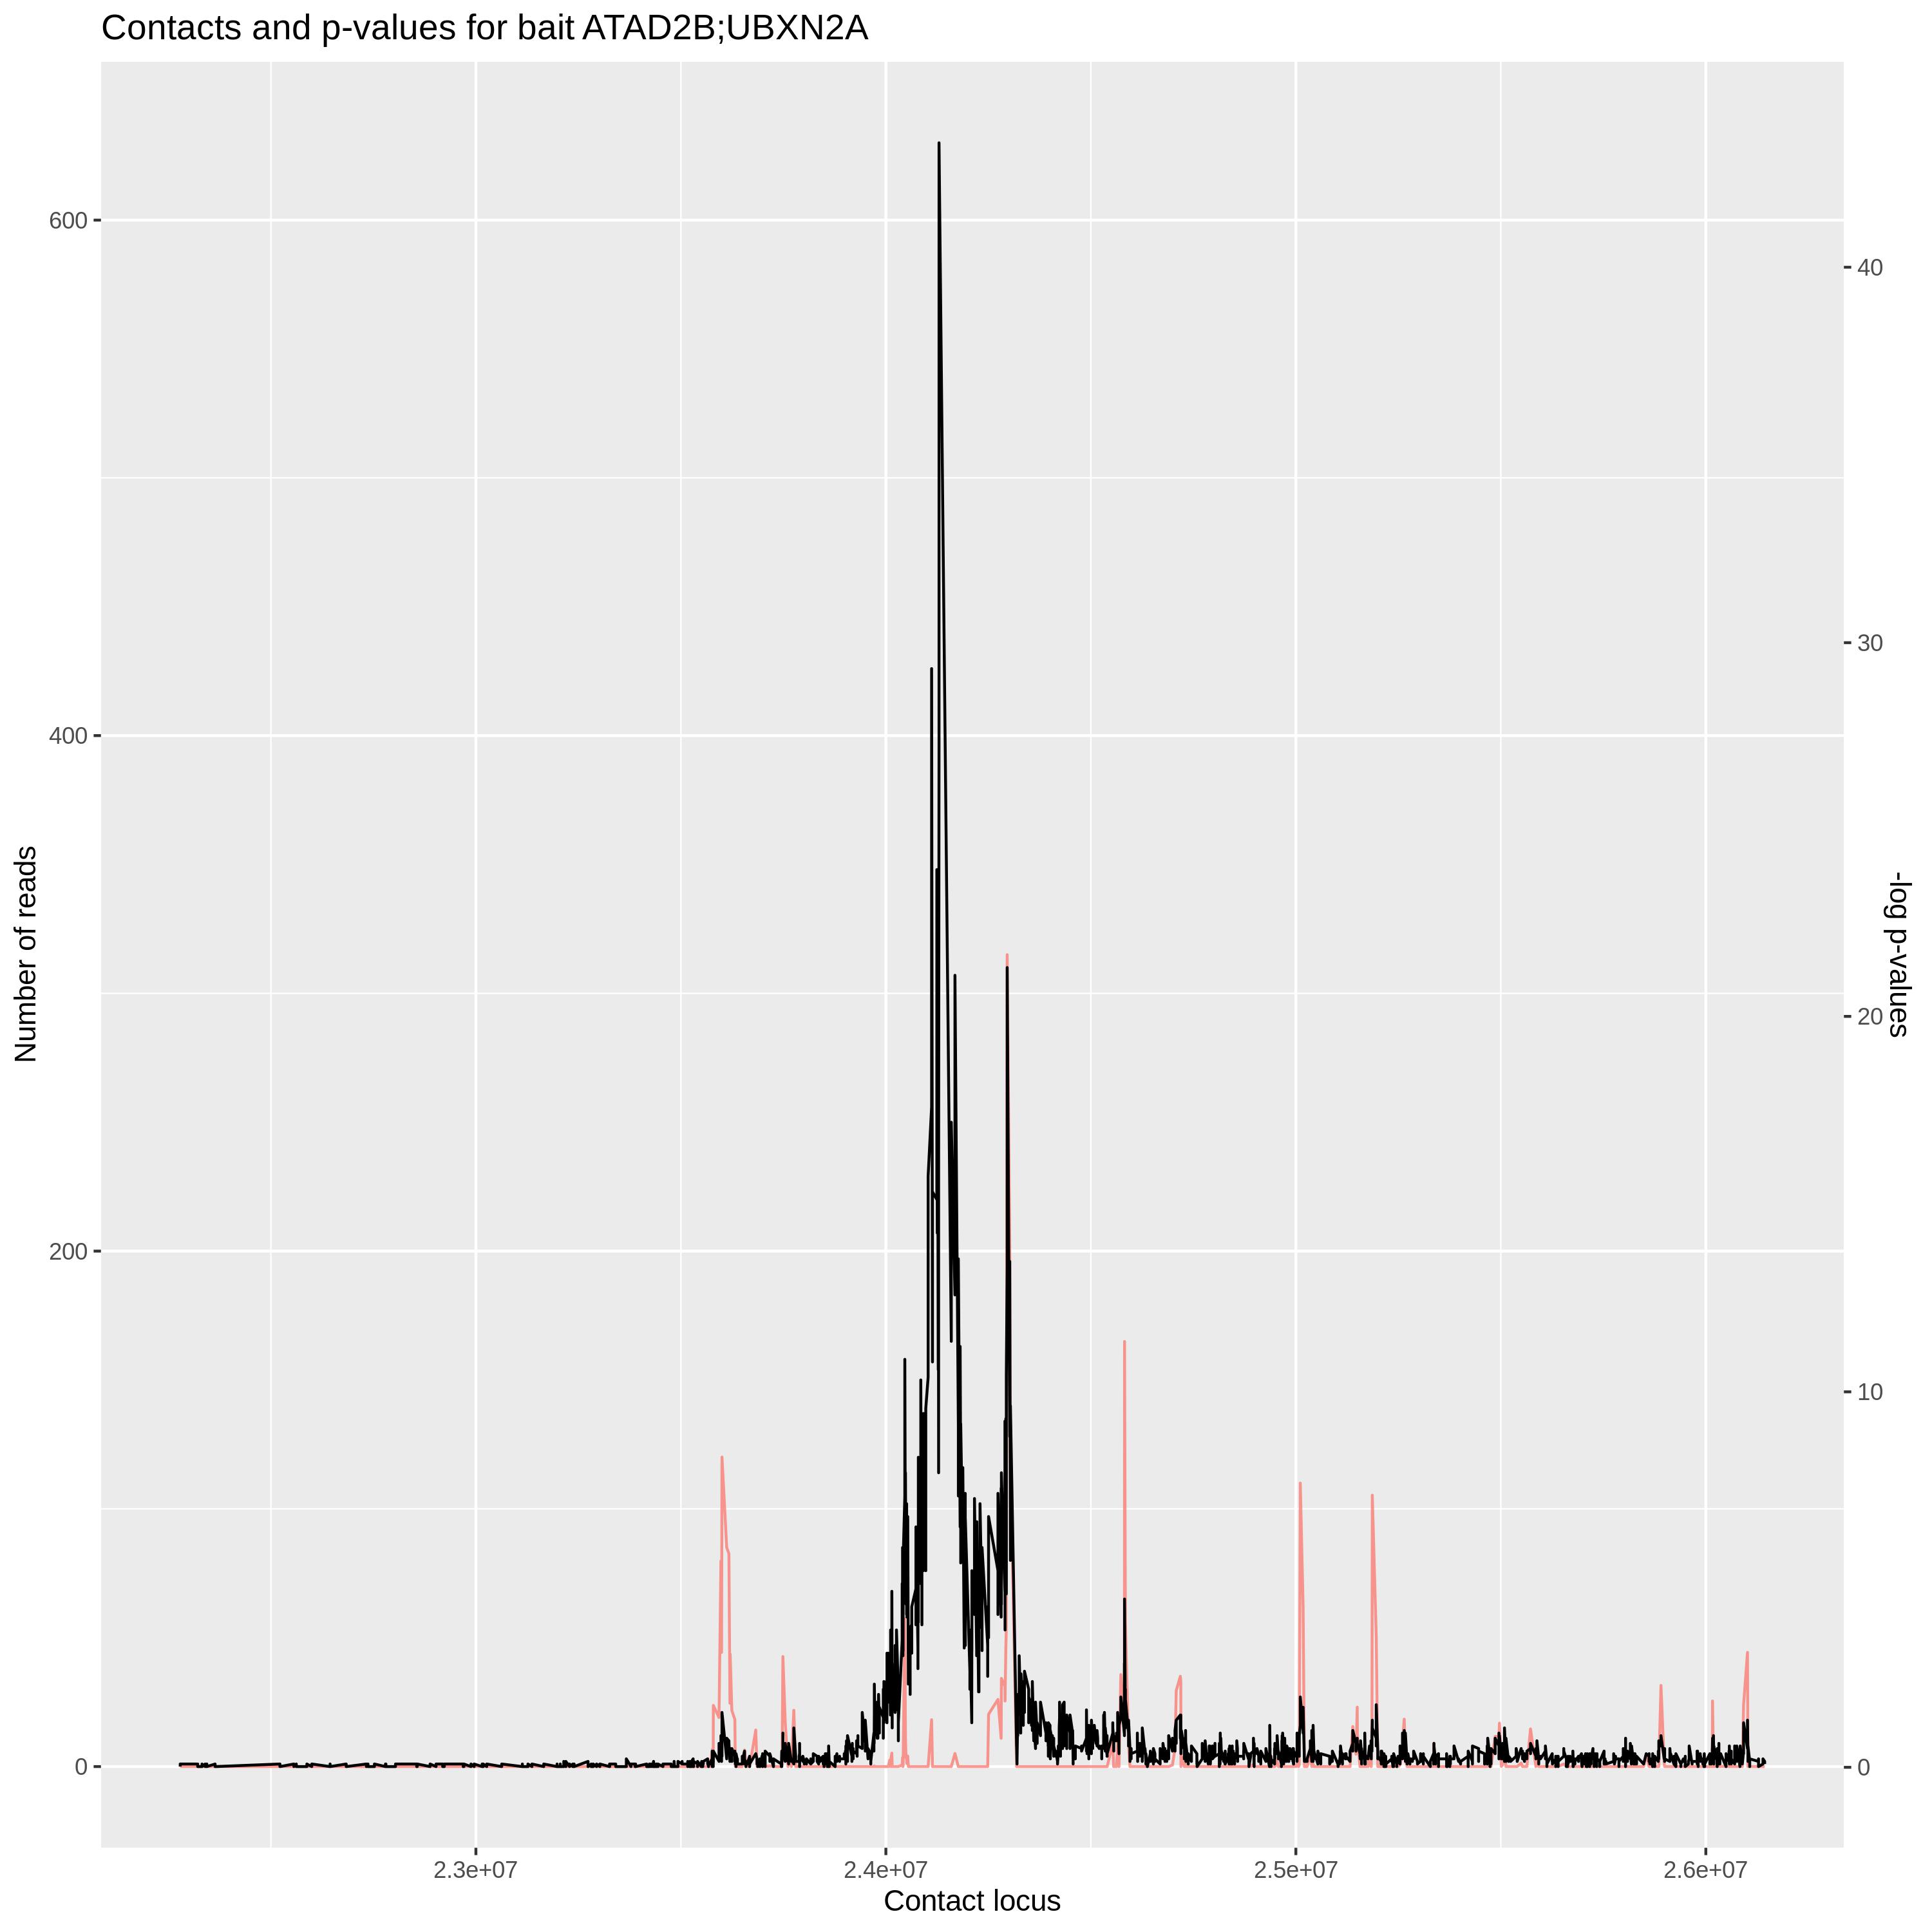 Contacts and p-values for bait ATAD2B;UBXN2A
600
400
200
0
Number of reads
40
30
20
10
0
-log p-values
2.3e+07
2.4e+07
2.5e+07
2.6e+07
Contact locus